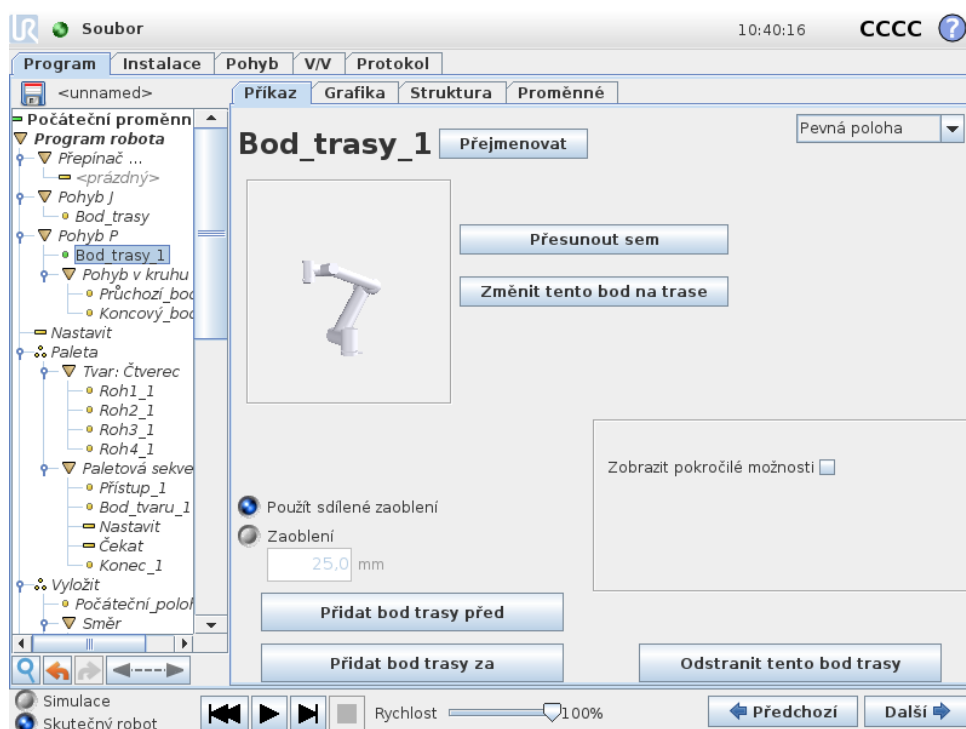 UR Soubor 10:40:16 CCCC ?
Program Instalace Pohyb V/V Protokol
<unnamed>
Příkaz Grafika Struktura Proměnné
Počáteční proměnn
Program robota
Přepínač ...
<prázdný>
Pohyb J
Bod_trasy
Pohyb P
Bod_trasy_1
Pohyb v kruhu
Průchozí_bod
Koncový_bod
Nastavit
Paleta
Tvar: Čtverec
Roh1_1
Roh2_1
Roh3_1
Roh4_1
Paletová sekve
Přístup_1
Bod_tvaru_1
Nastavit
Čekat
Konec_1
Vyložit
Počáteční_poloh
Směr
Bod_trasy_1 Přejmenovat
Pevná poloha
Přesunout sem
Změnit tento bod na trase
Zobrazit pokročilé možnosti
Použít sdílené zaoblení
Zaoblení
25,0 mm
Přidat bod trasy před
Přidat bod trasy za
Odstranit tento bod trasy
Simulace
Skutečný robot
Rychlost 100%
Předchozí Další